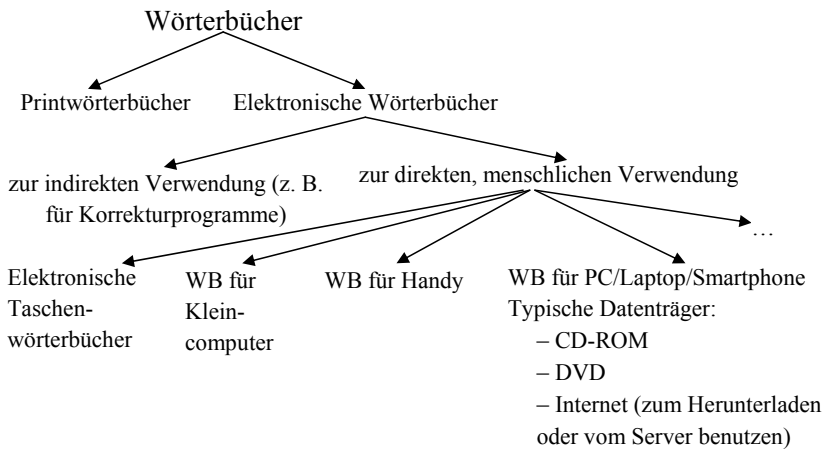 Wörterbücher
Printwörterbücher
Elektronische Wörterbücher
zur indirekten Verwendung (z. B.
für Korrekturprogramme)
zur direkten, menschlichen Verwendung
…
Elektronische
Taschen-
wörterbücher
WB für
Klein-
computer
WB für Handy
WB für PC/Laptop/Smartphone
Typische Datenträger:
– CD-ROM
– DVD
– Internet (zum Herunterladen
oder vom Server benutzen)